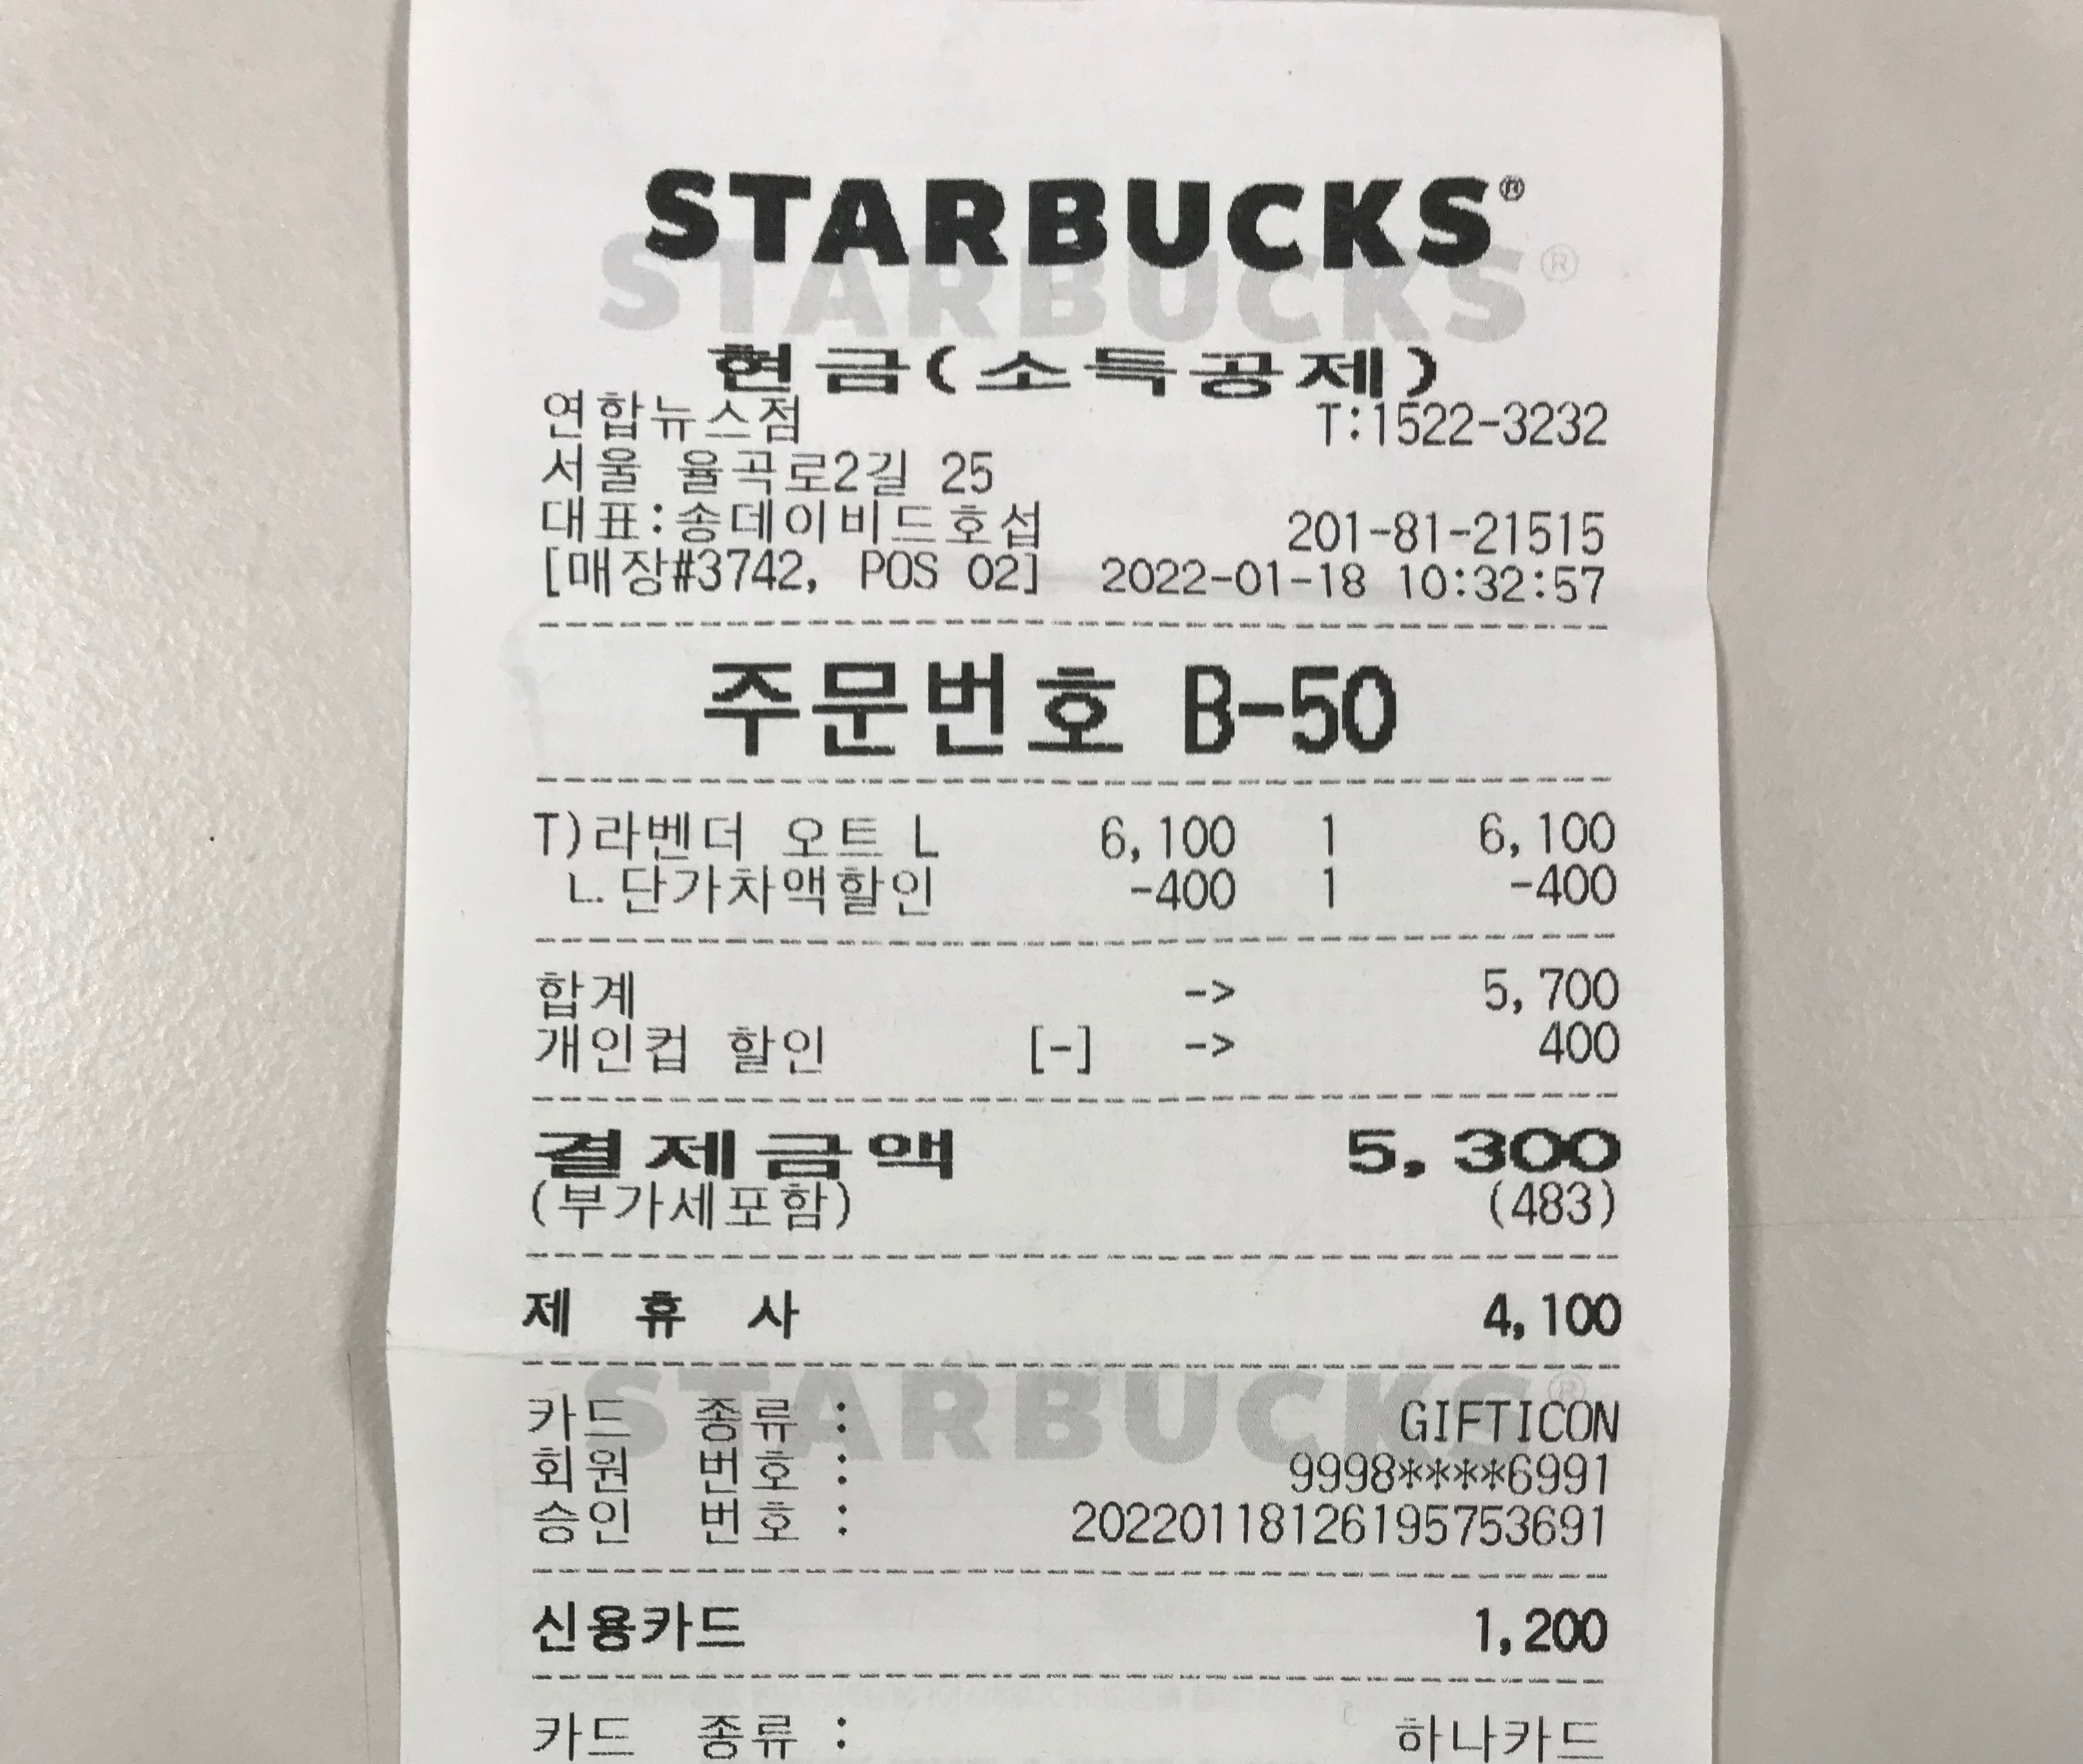 STARBUCKS®
STARBUCKS®
현금(소득공제)
연합뉴스점 T:1522-3232
서울 율곡로2길 25
대표:송데이비드호섭 201-81-21515
[매장#3742, POS 02] 2022-01-18 10:32:57
주문번호 B-50
T)라벤더 오트 L 6,100 1 6,100
ㄴ.단가차액할인 -400 1 -400
합계 -> 5,700
개인컵 할인 [-] -> 400
결제금액 5,300
(부가세포함) (483)
제 휴 사 4,100
STARBUCKS®
카드 종류 : GIFTICON
회원 번호 : 9998****6991
승인 번호 : 20220118126195753691
신용카드 1,200
카드 종류 : 하나카드